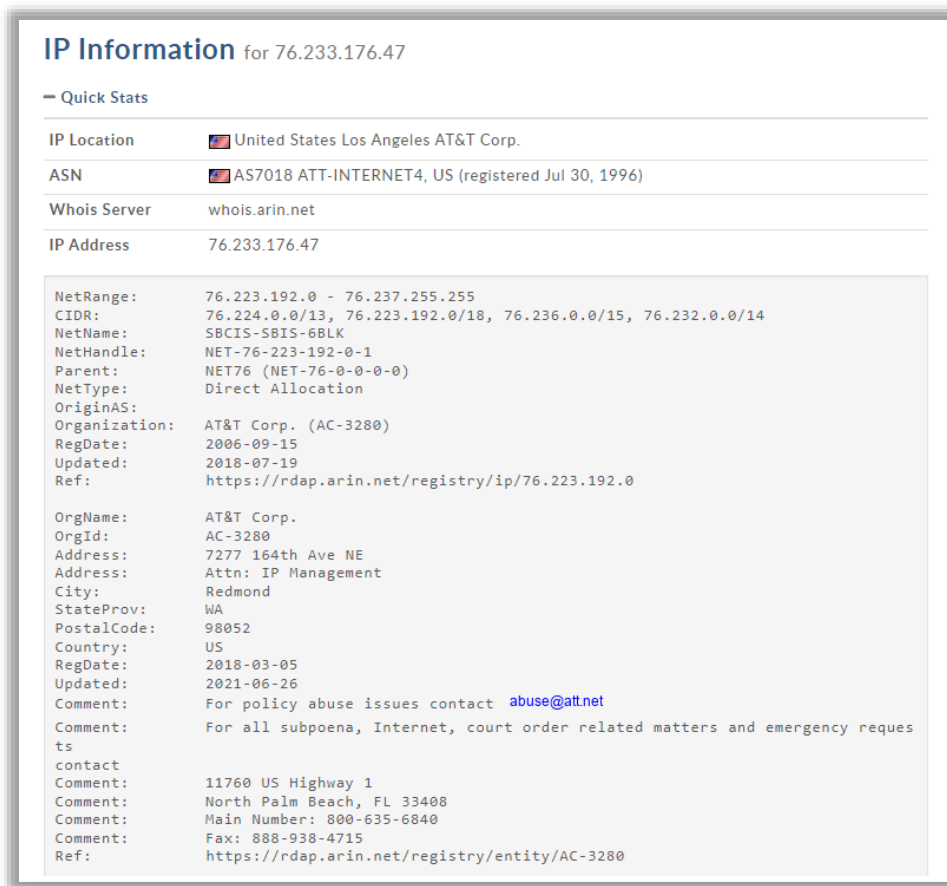 IP Information for 76.233.176.47
— Quick Stats
IP Location United States Los Angeles AT&T Corp.
ASN AS7018 ATT-INTERNET4, US (registered Jul 30, 1996)
Whois Server whois.arin.net
IP Address 76.233.176.47
NetRange: 76.223.192.0 - 76.237.255.255
CIDR: 76.224.0.0/13, 76.223.192.0/18, 76.236.0.0/15, 76.232.0.0/14
NetName: SBCIS-SBIS-6BLK
NetHandle: NET-76-223-192-0-1
Parent: NET76 (NET-76-0-0-0-0)
NetType: Direct Allocation
OriginAS:
Organization: AT&T Corp. (AC-3280)
RegDate: 2006-09-15
Updated: 2018-07-19
Ref: https://rdap.arin.net/registry/ip/76.223.192.0
OrgName: AT&T Corp.
OrgId: AC-3280
Address: 7277 164th Ave NE
Address: Attn: IP Management
City: Redmond
StateProv: WA
PostalCode: 98052
Country: US
RegDate: 2018-03-05
Updated: 2021-06-26
Comment: For policy abuse issues contact abuse@att.net
Comment: For all subpoena, Internet, court order related matters and emergency reques
ts
contact
Comment: 11760 US Highway 1
Comment: North Palm Beach, FL 33408
Comment: Main Number: 800-635-6840
Comment: Fax: 888-938-4715
Ref: https://rdap.arin.net/registry/entity/AC-3280